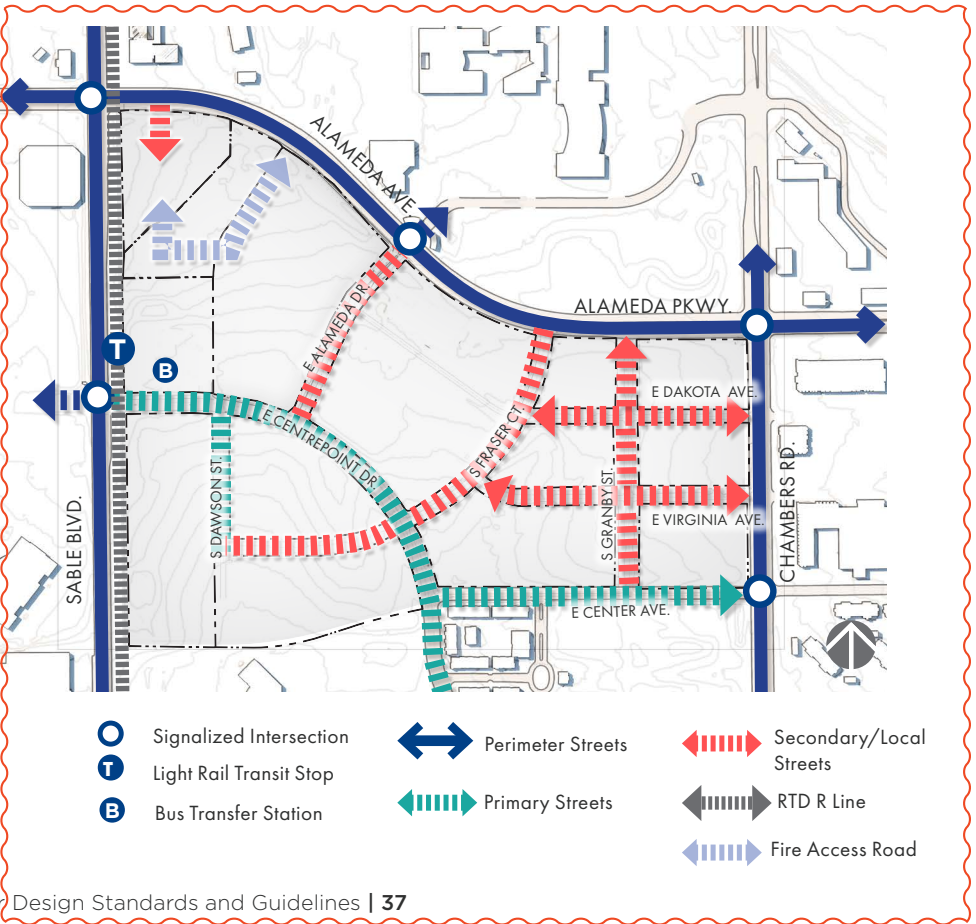 ALAMEDA AVE.
ALAMEDA PKWY.
E ALAMEDA DR.
T
B
E DAKOTA AVE.
E CENTREPOINT DR.
S FRASER CT.
S DAWSON ST.
S GRANBY ST.
E VIRGINIA AVE.
CHAMBERS RD.
SABLE BLVD.
E CENTER AVE.
Signalized Intersection
T Light Rail Transit Stop
B Bus Transfer Station
Perimeter Streets
Primary Streets
Secondary/Local
Streets
RTD R Line
Fire Access Road
Design Standards and Guidelines | 37